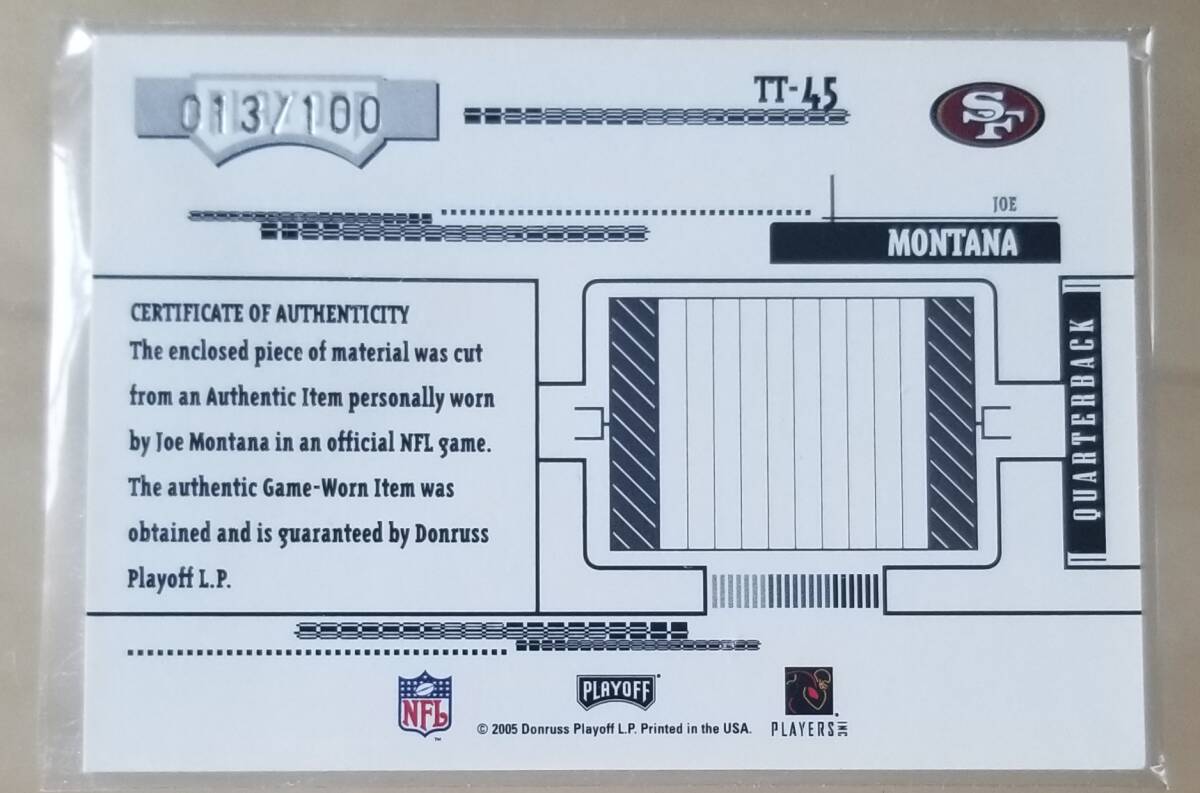 013/100
TT-45
SF
JOE
MONTANA
CERTIFICATE OF AUTHENTICITY
The enclosed piece of material was cut
from an Authentic Item personally worn
by Joe Montana in an official NFL game.
The authentic Game-Worn Item was
obtained and is guaranteed by Donruss
Playoff L.P.
QUARTERBACK
NFL
PLAYOFF
© 2005 Donruss Playoff L.P. Printed in the USA.
PLAYERS INC